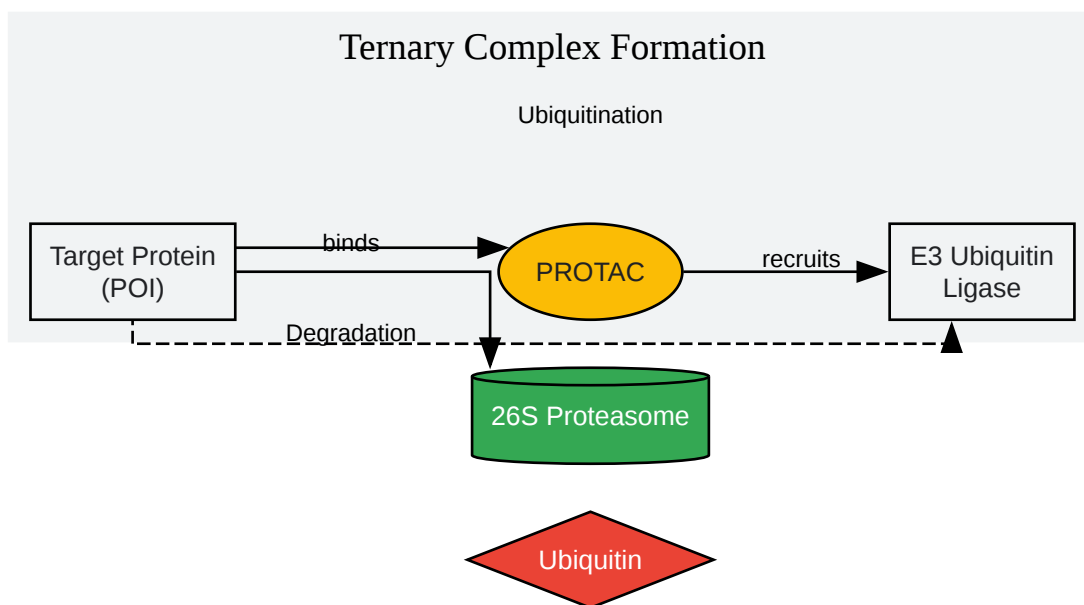 Ternary Complex Formation
Ubiquitination
Target Protein
(POI)
binds
PROTAC
recruits
E3 Ubiquitin
Ligase
Degradation
26S Proteasome
Ubiquitin